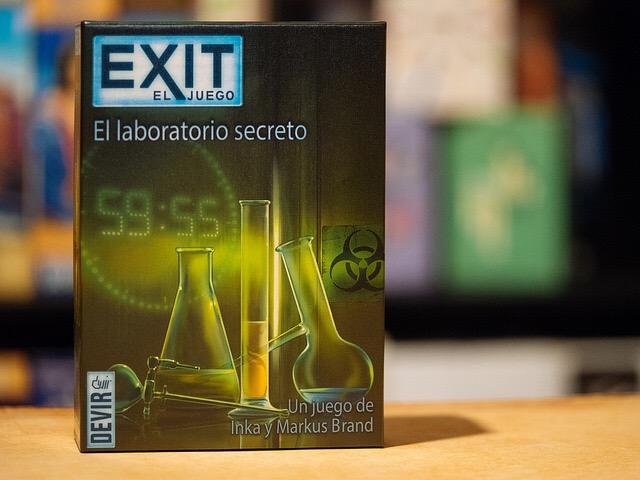 EXIT
EL JUEGO
El laboratorio secreto
59:55
Un juego de
Inka y Markus Brand
DEVIR